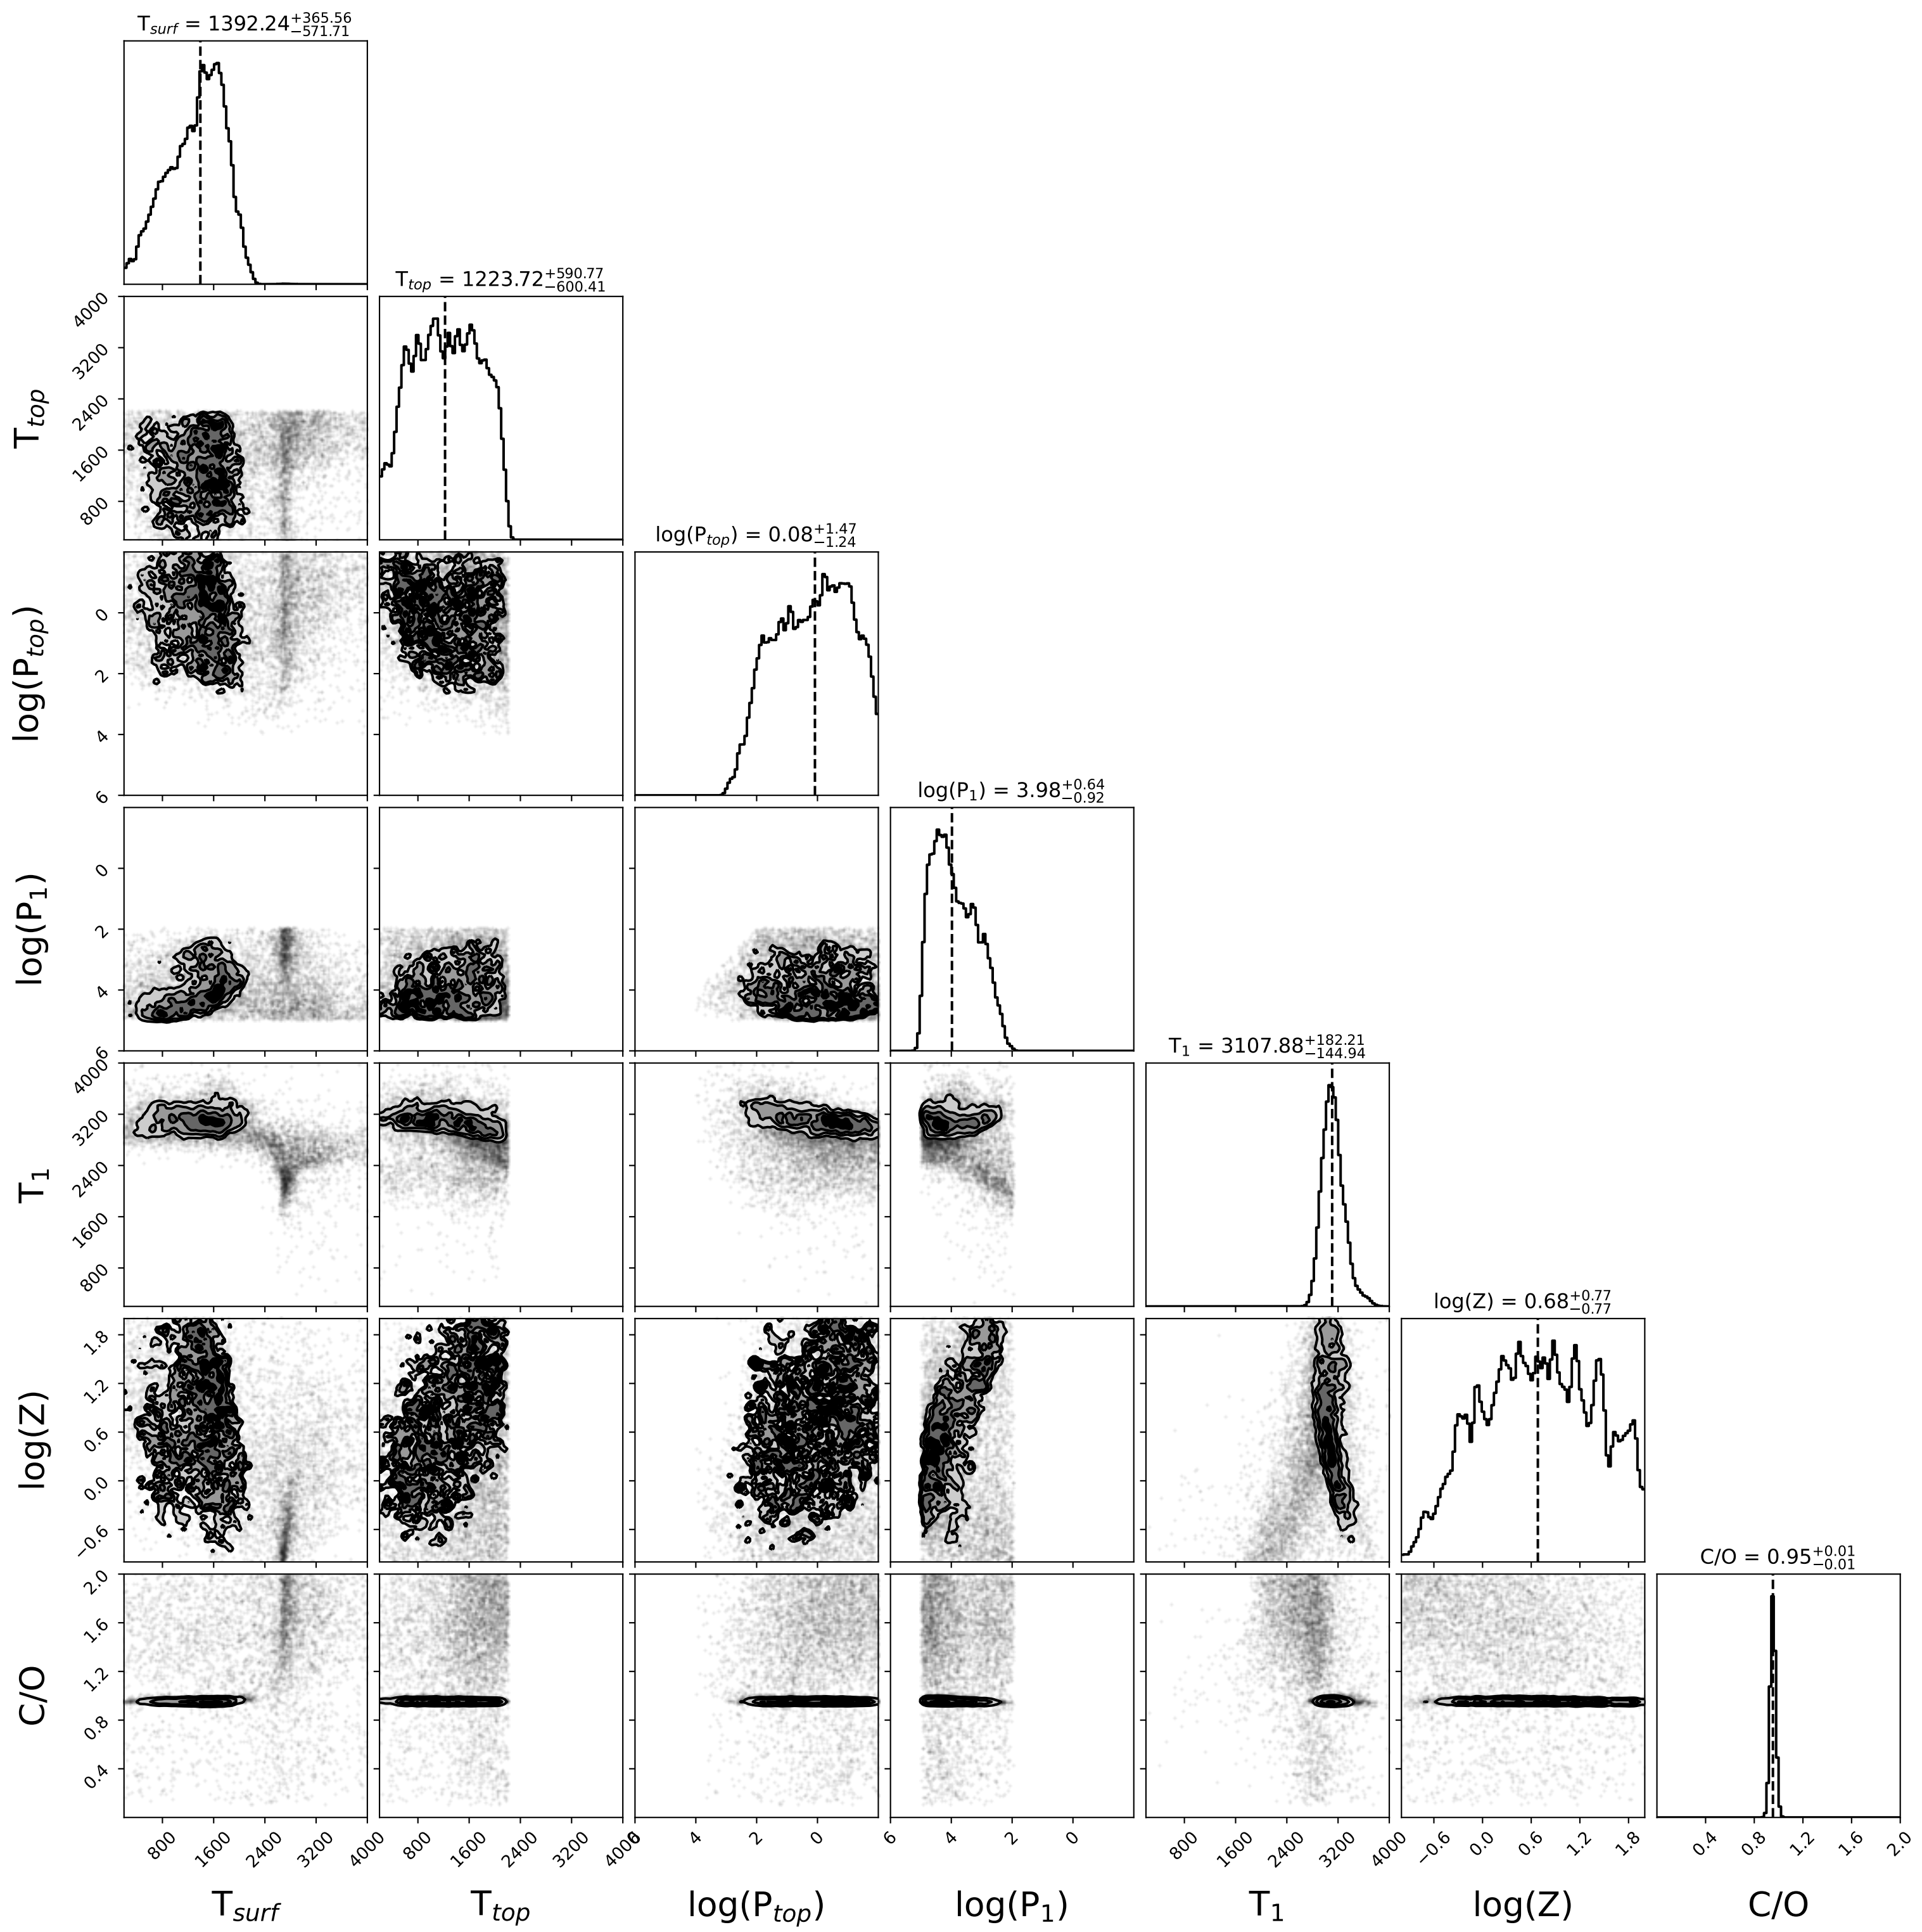 T_surf = 1392.24 +365.56 −571.71
T_top = 1223.72 +590.77 −600.41
4000
3200
2400
1600
800
T_top
log(P_top) = 0.08 +1.47 −1.24
0
2
4
6
log(P_top)
log(P_1) = 3.98 +0.64 −0.92
0
2
4
6
log(P_1)
T_1 = 3107.88 +182.21 −144.94
4000
3200
2400
1600
800
T_1
log(Z) = 0.68 +0.77 −0.77
1.8
1.2
0.6
0.0
−0.6
log(Z)
C/O = 0.95 +0.01 −0.01
2.0
1.6
1.2
0.8
0.4
C/O
800 1600 2400 3200 4000 800 1600 2400 3200 4000 6 4 2 0 6 4 2 0 800 1600 2400 3200 4000 −0.6 0.0 0.6 1.2 1.8 0.4 0.8 1.2 1.6 2.0
T_surf T_top log(P_top) log(P_1) T_1 log(Z) C/O